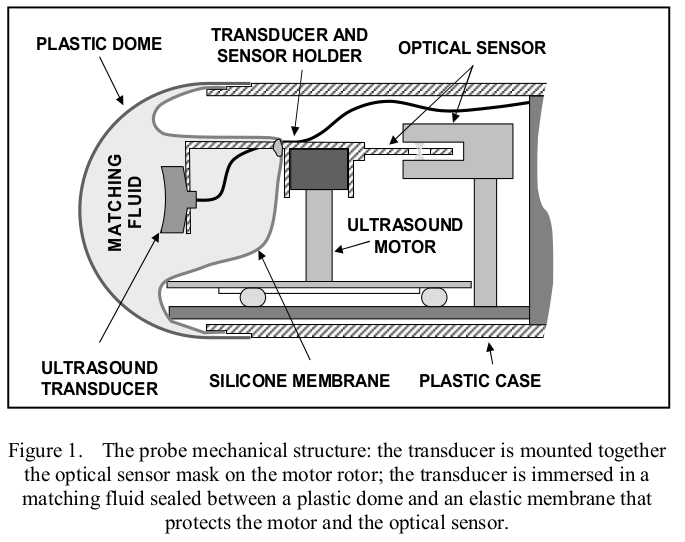 PLASTIC DOME
TRANSDUCER AND
SENSOR HOLDER
OPTICAL SENSOR
MATCHING
FLUID
ULTRASOUND
MOTOR
ULTRASOUND
TRANSDUCER
SILICONE MEMBRANE
PLASTIC CASE
Figure 1. The probe mechanical structure: the transducer is mounted together
the optical sensor mask on the motor rotor; the transducer is immersed in a
matching fluid sealed between a plastic dome and an elastic membrane that
protects the motor and the optical sensor.